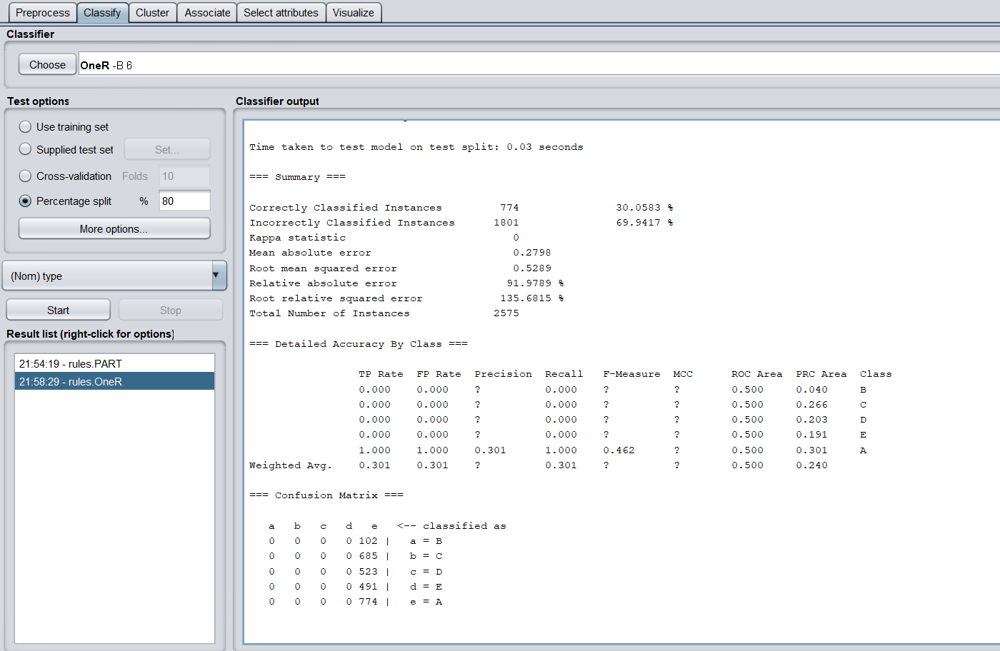 Preprocess Classify Cluster Associate Select attributes Visualize
Classifier
Choose OneR -B 6
Test options
Use training set
Supplied test set Set...
Cross-validation Folds 10
Percentage split % 80
More options...
(Nom) type
Start Stop
Result list (right-click for options)
21:54:19 - rules.PART
21:58:29 - rules.OneR
Classifier output
Time taken to test model on test split: 0.03 seconds
=== Summary ===
Correctly Classified Instances 774 30.0583 %
Incorrectly Classified Instances 1801 69.9417 %
Kappa statistic 0
Mean absolute error 0.2798
Root mean squared error 0.5289
Relative absolute error 91.9789 %
Root relative squared error 135.6815 %
Total Number of Instances 2575
=== Detailed Accuracy By Class ===
TP Rate FP Rate Precision Recall F-Measure MCC ROC Area PRC Area Class
0.000 0.000 ? 0.000 ? ? 0.500 0.040 B
0.000 0.000 ? 0.000 ? ? 0.500 0.266 C
0.000 0.000 ? 0.000 ? ? 0.500 0.203 D
0.000 0.000 ? 0.000 ? ? 0.500 0.191 E
1.000 1.000 0.301 1.000 0.462 ? 0.500 0.301 A
Weighted Avg. 0.301 0.301 ? 0.301 ? ? 0.500 0.240
=== Confusion Matrix ===
a b c d e <-- classified as
0 0 0 0 102 | a = B
0 0 0 0 685 | b = C
0 0 0 0 523 | c = D
0 0 0 0 491 | d = E
0 0 0 0 774 | e = A